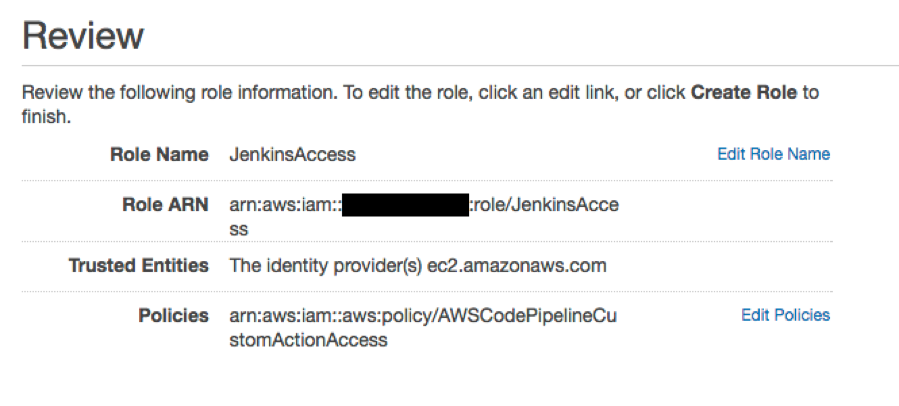 Review
Review the following role information. To edit the role, click an edit link, or click Create Role to
finish.
Role Name JenkinsAccess Edit Role Name
Role ARN arn:aws:iam:: :role/JenkinsAcce
ss
Trusted Entities The identity provider(s) ec2.amazonaws.com
Policies arn:aws:iam::aws:policy/AWSCodePipelineCu Edit Policies
stomActionAccess